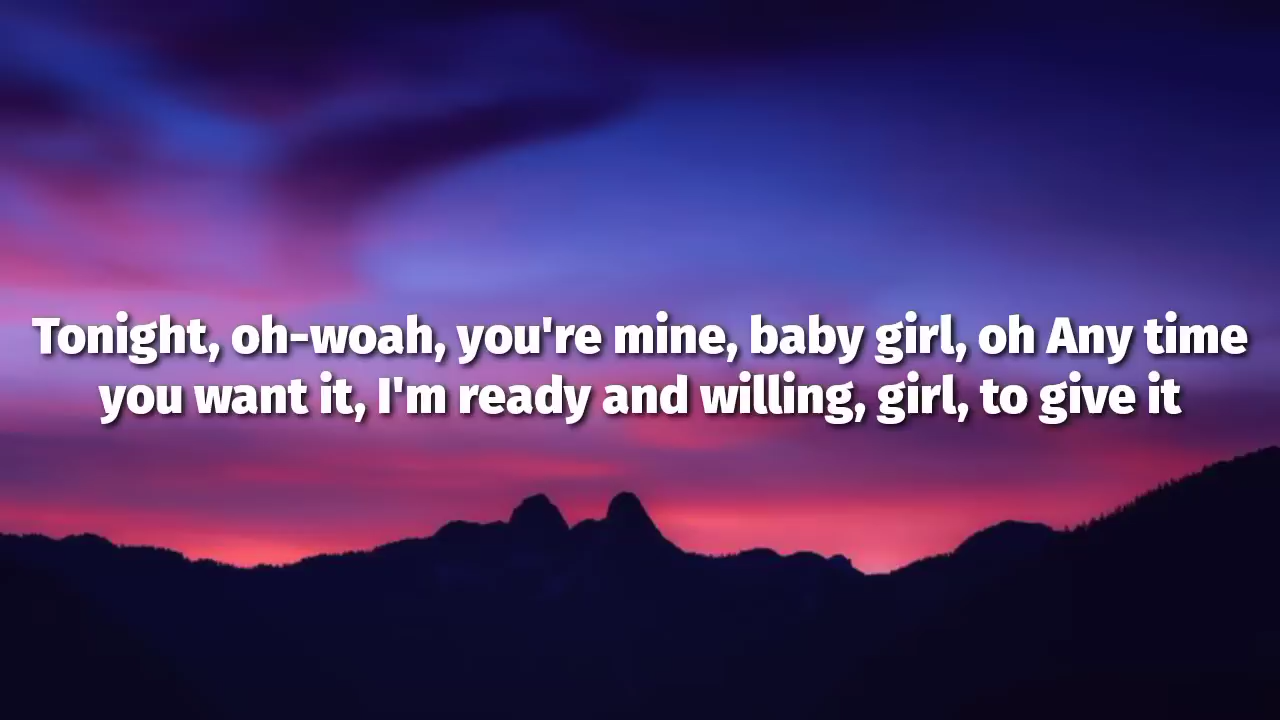 Tonight, oh-woah, you're mine, baby girl, oh Any time
you want it, I'm ready and willing, girl, to give it